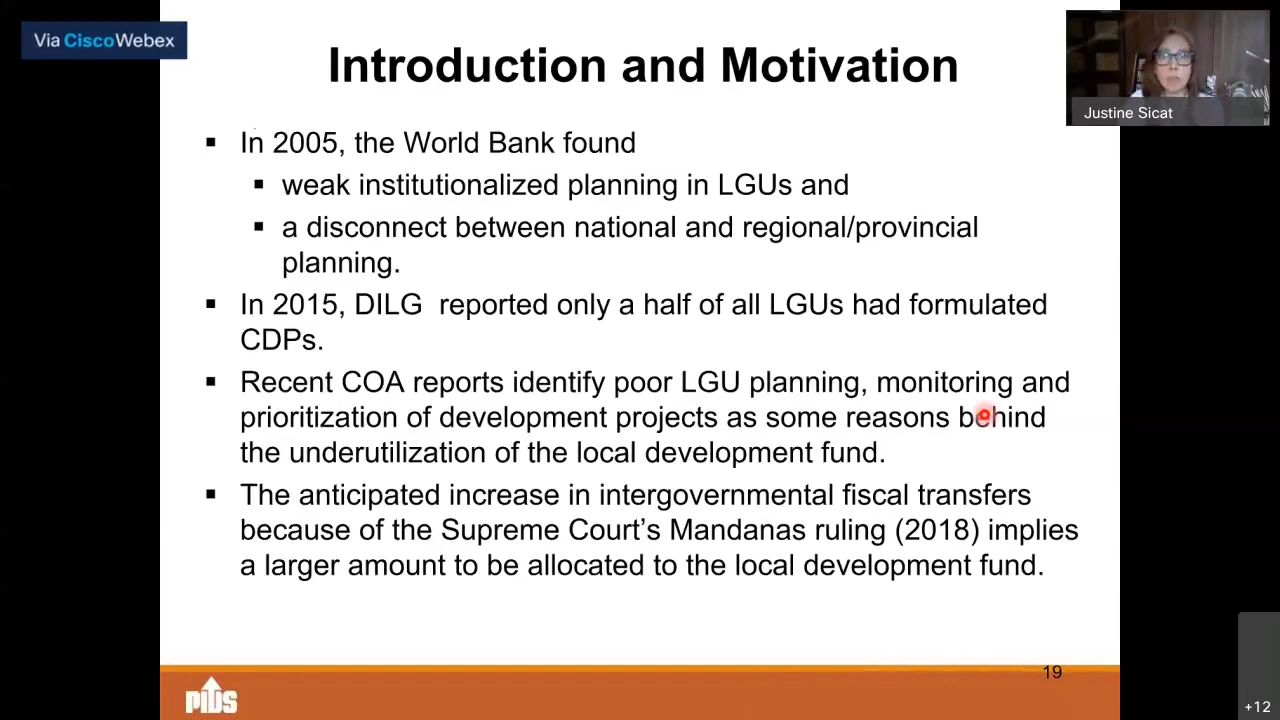 Via Cisco Webex
Introduction and Motivation
Justine Sicat
▪ In 2005, the World Bank found
▪ weak institutionalized planning in LGUs and
▪ a disconnect between national and regional/provincial
planning.
▪ In 2015, DILG reported only a half of all LGUs had formulated
CDPs.
▪ Recent COA reports identify poor LGU planning, monitoring and
prioritization of development projects as some reasons behind
the underutilization of the local development fund.
▪ The anticipated increase in intergovernmental fiscal transfers
because of the Supreme Court’s Mandanas ruling (2018) implies
a larger amount to be allocated to the local development fund.
19
PIDS
+12